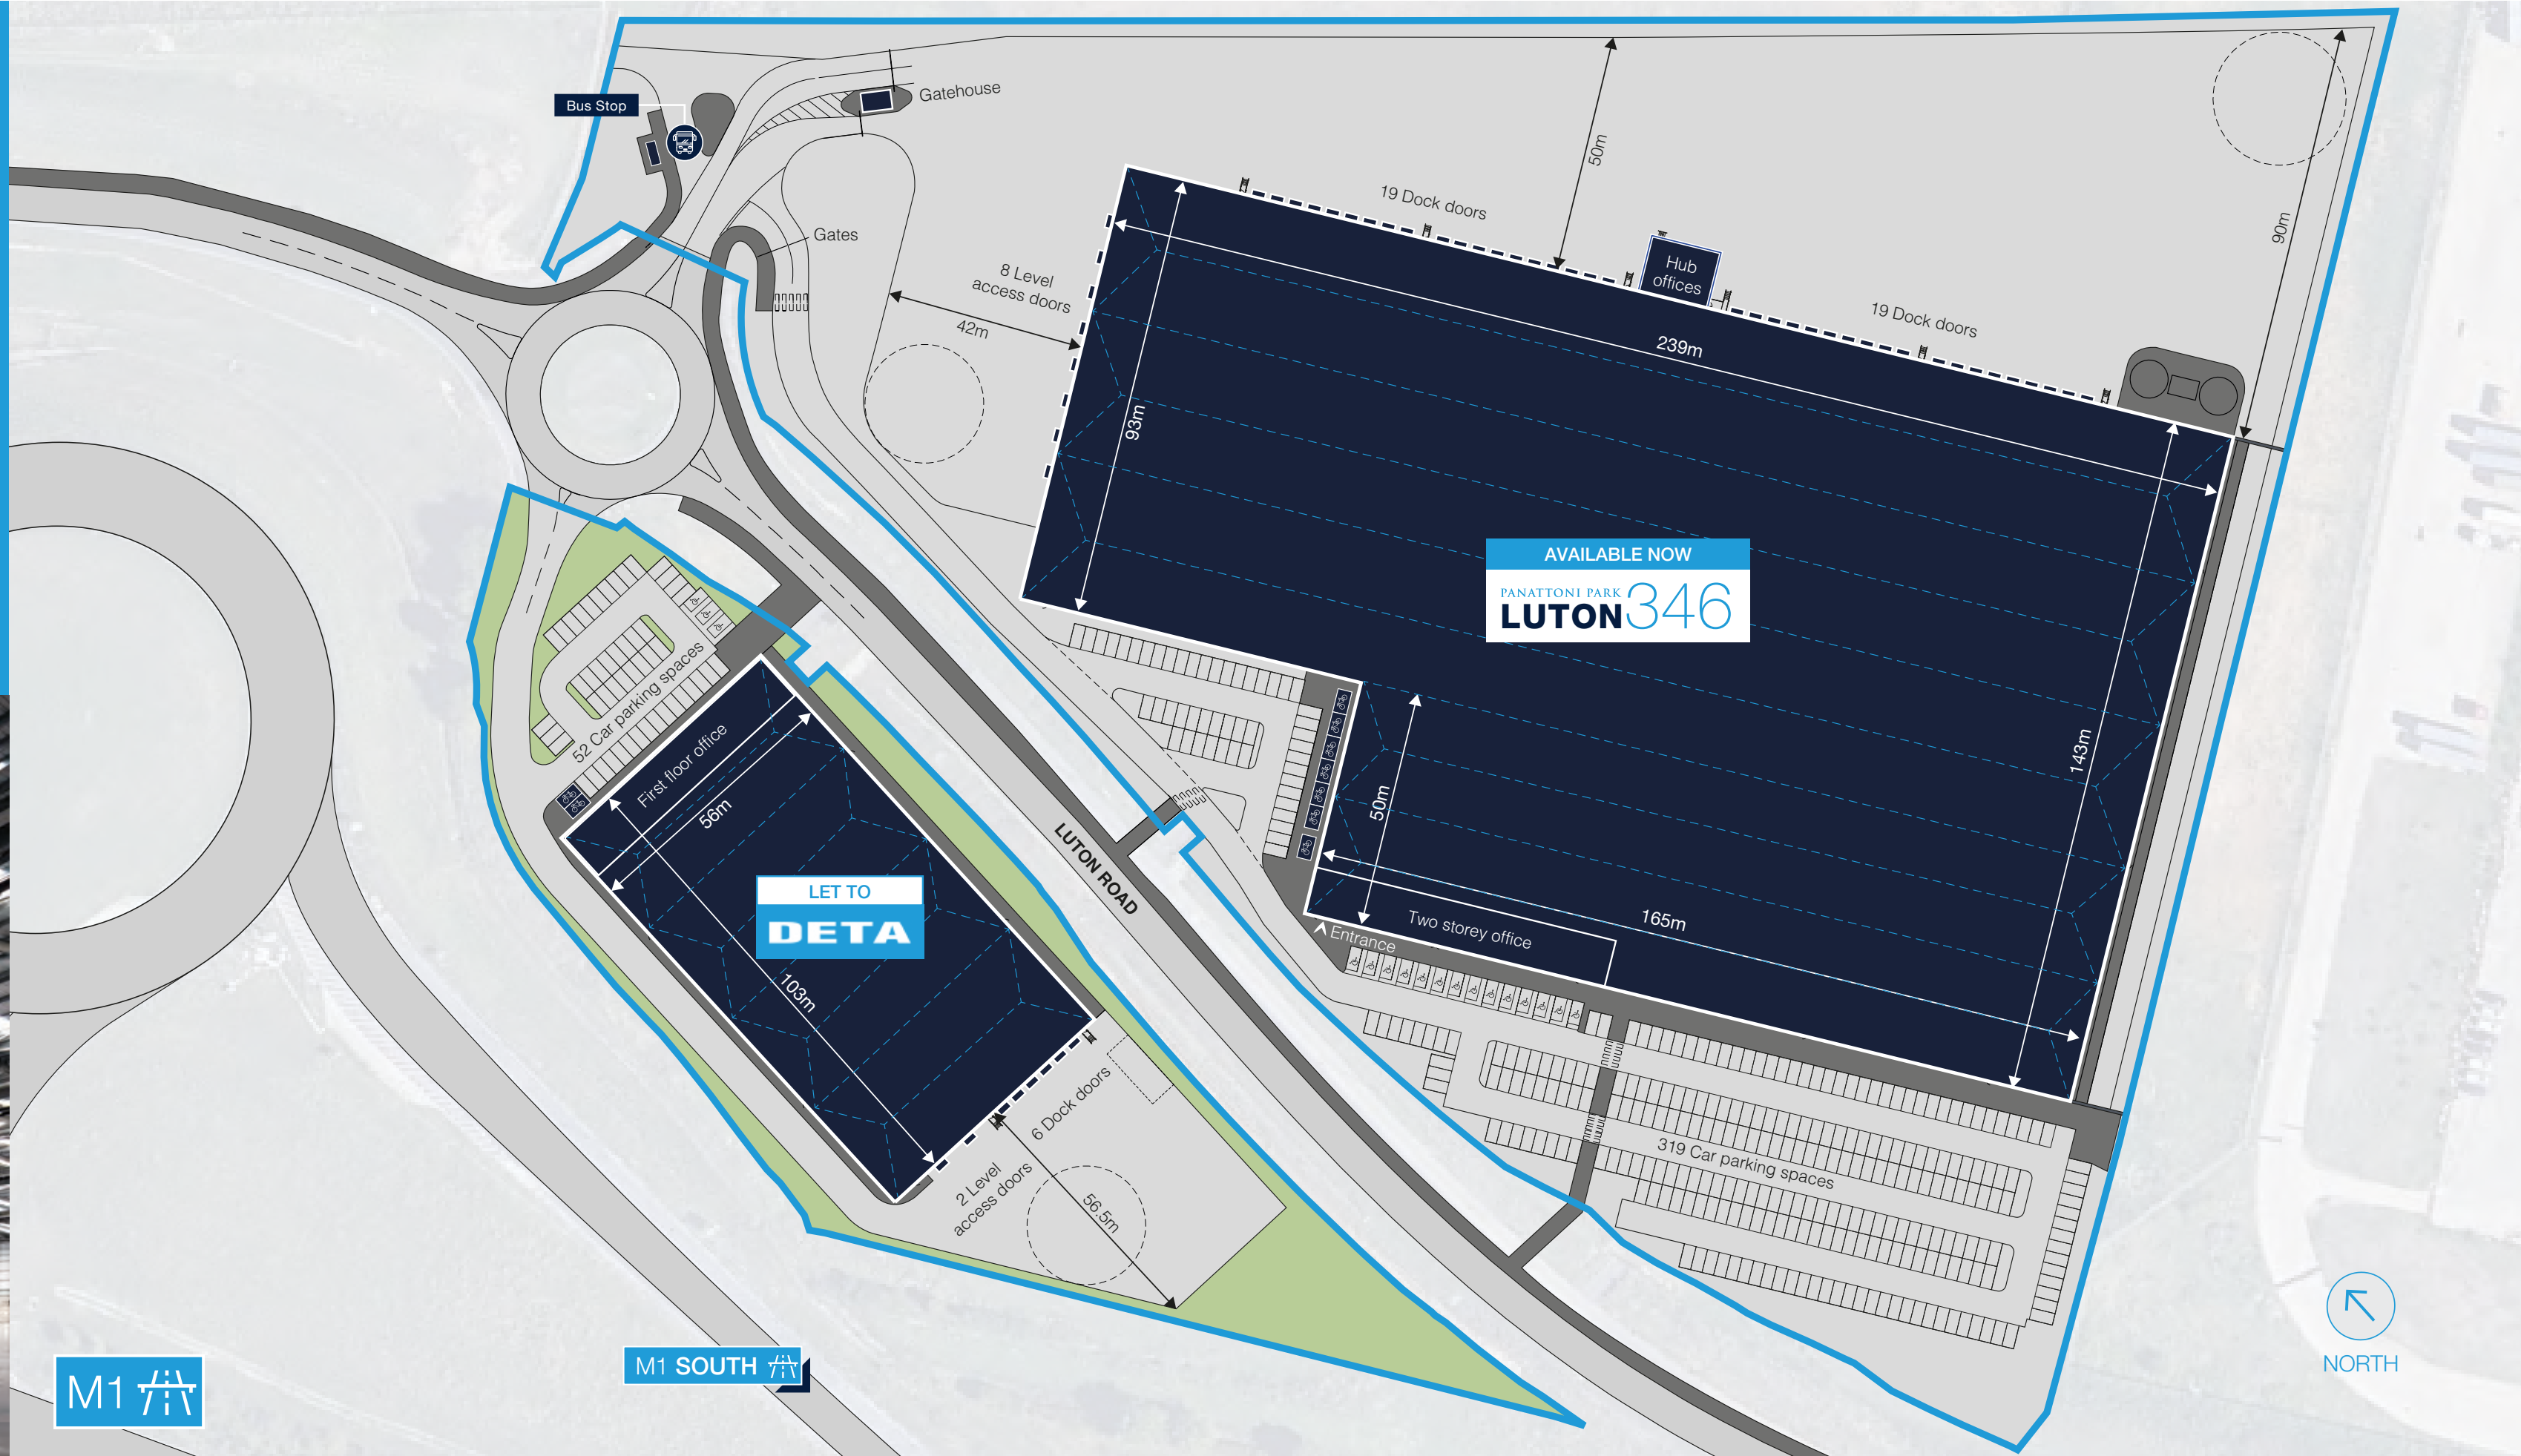 Bus Stop
Gatehouse
Gates
8 Level
access doors
42m
19 Dock doors
50m
Hub
offices
19 Dock doors
90m
239m
93m
AVAILABLE NOW
PANATTONI PARK
LUTON 346
143m
50m
165m
Two storey office
Entrance
319 Car parking spaces
52 Car parking spaces
First floor office
56m
LET TO
DETA
103m
LUTON ROAD
6 Dock doors
2 Level
access doors
56.5m
M1 SOUTH
M1
NORTH